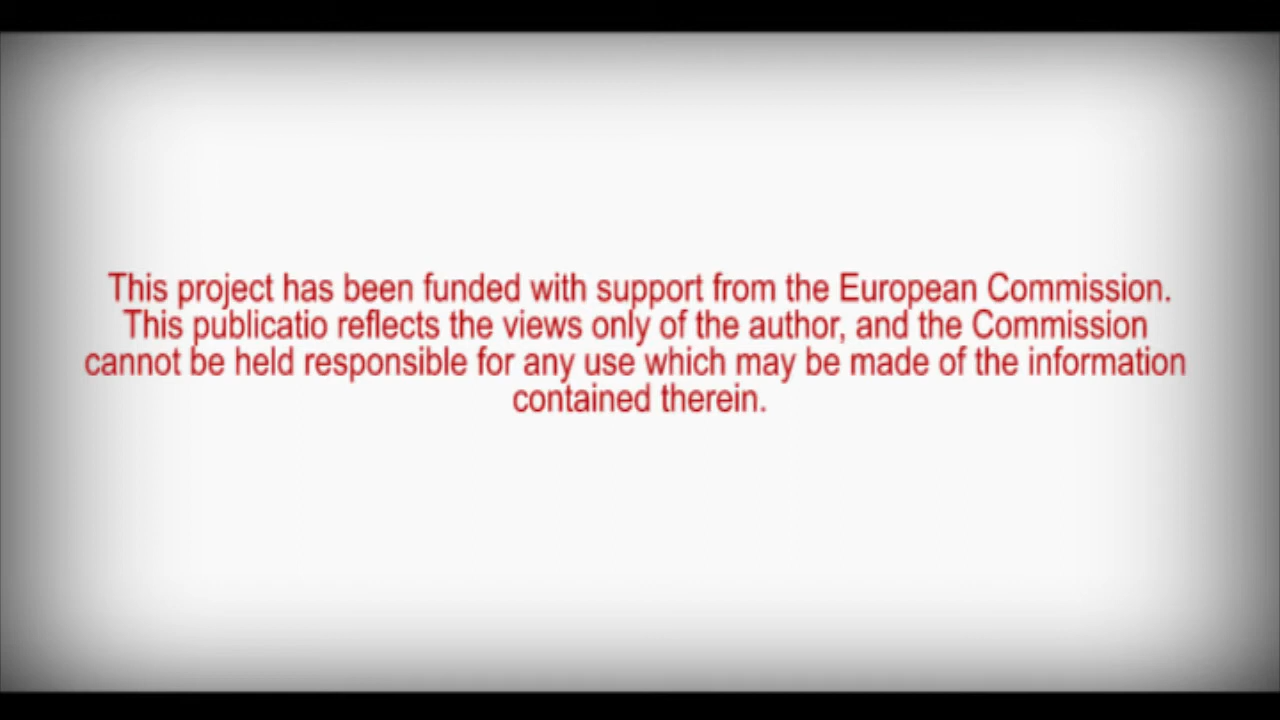 This project has been funded with support from the European Commission.
This publicatio reflects the views only of the author, and the Commission
cannot be held responsible for any use which may be made of the information
contained therein.